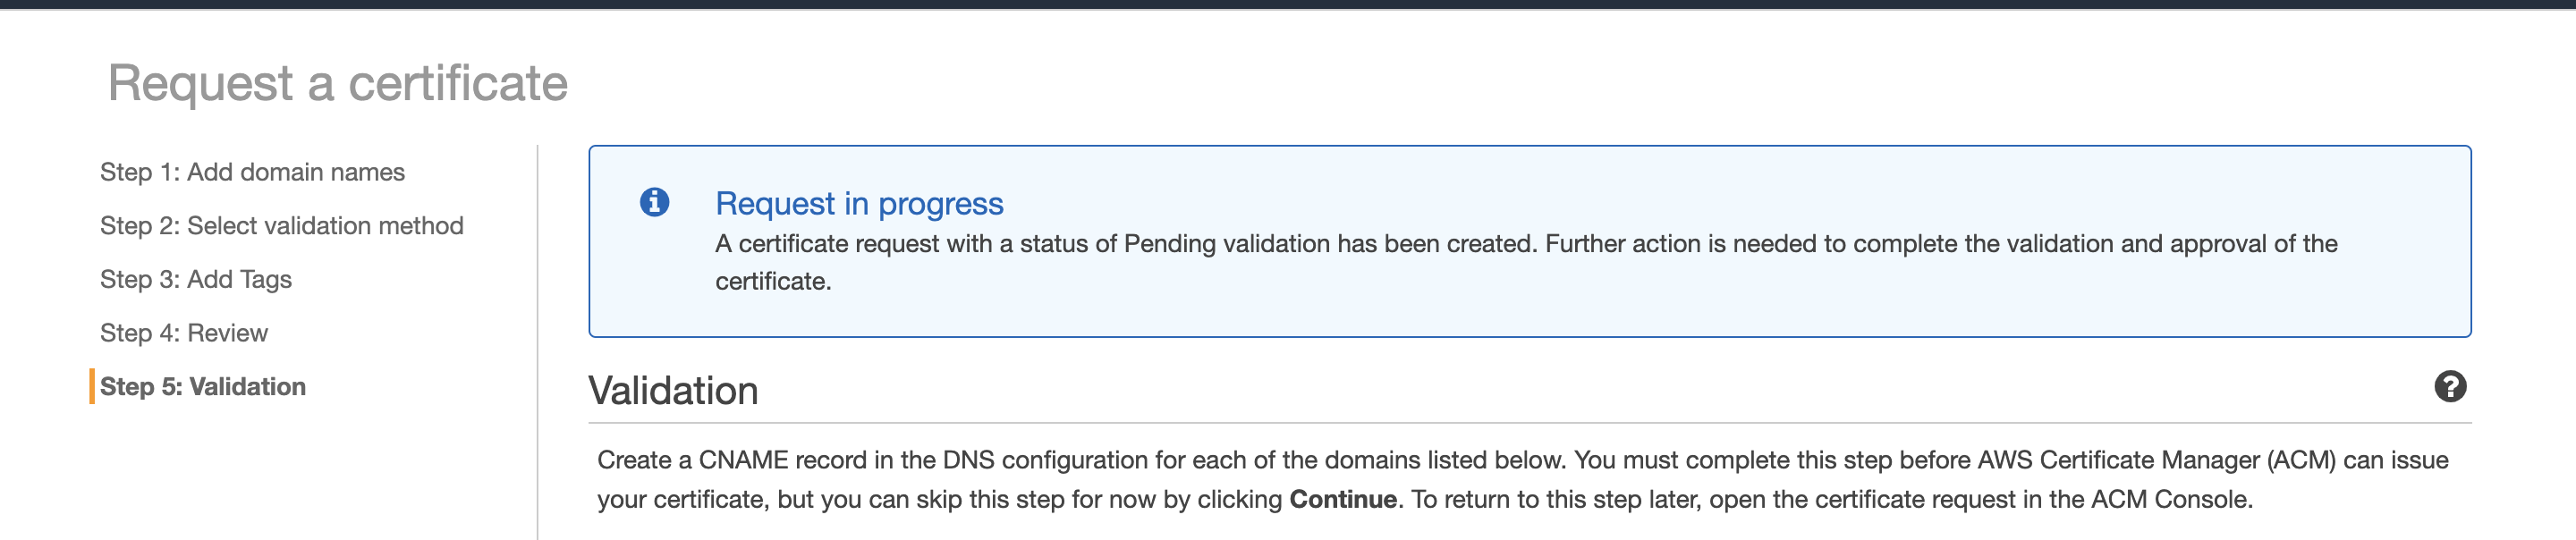 Request a certificate
Step 1: Add domain names
Step 2: Select validation method
Step 3: Add Tags
Step 4: Review
Step 5: Validation
Request in progress
A certificate request with a status of Pending validation has been created. Further action is needed to complete the validation and approval of the
certificate.
Validation
Create a CNAME record in the DNS configuration for each of the domains listed below. You must complete this step before AWS Certificate Manager (ACM) can issue
your certificate, but you can skip this step for now by clicking Continue. To return to this step later, open the certificate request in the ACM Console.